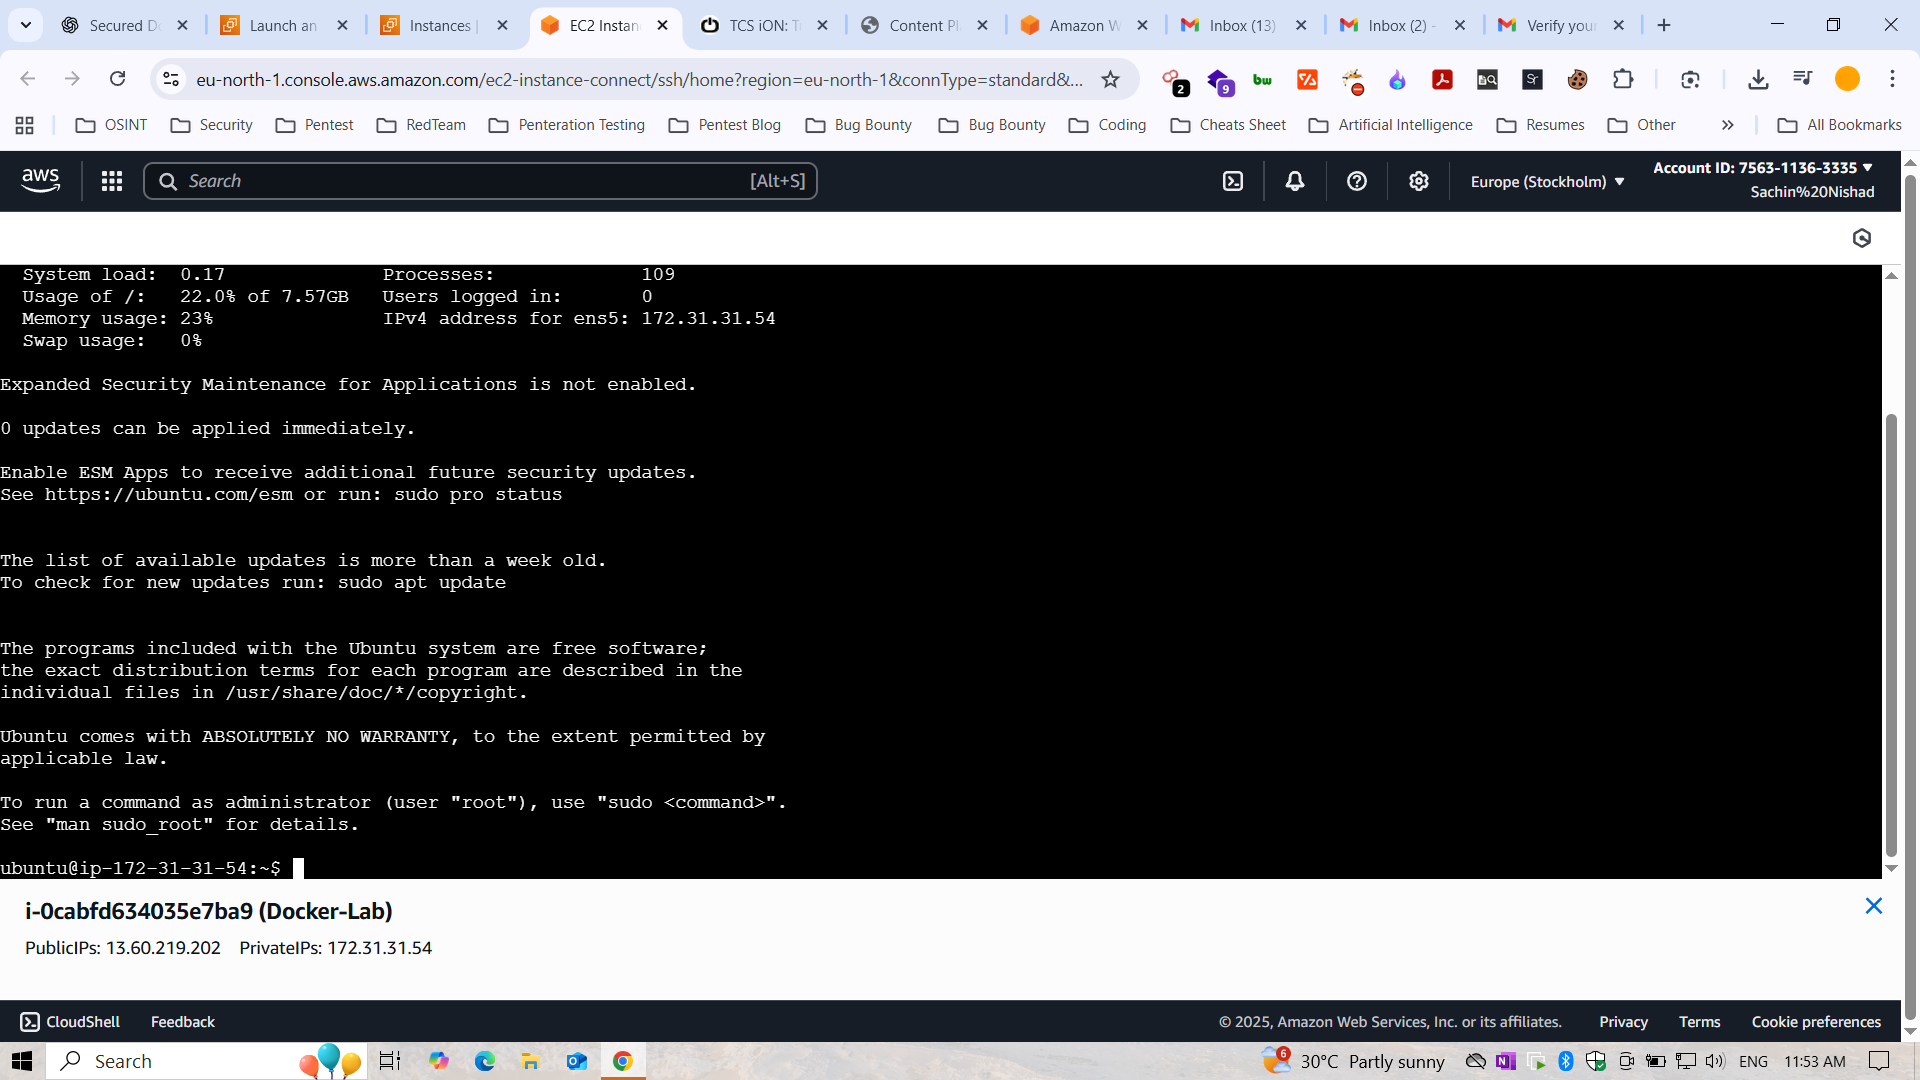 Secured Do
Launch an
Instances |
EC2 Instan
TCS iON: T
Content Pl
Amazon W
Inbox (13)
Inbox (2) -
Verify your
eu-north-1.console.aws.amazon.com/ec2-instance-connect/ssh/home?region=eu-north-1&connType=standard&...
2
9
bw
Sr
OSINT
Security
Pentest
RedTeam
Penteration Testing
Pentest Blog
Bug Bounty
Bug Bounty
Coding
Cheats Sheet
Artificial Intelligence
Resumes
Other
All Bookmarks
aws
Search
[Alt+S]
Europe (Stockholm)
Account ID: 7563-1136-3335
Sachin%20Nishad
System load: 0.17 Processes: 109
Usage of /: 22.0% of 7.57GB Users logged in: 0
Memory usage: 23% IPv4 address for ens5: 172.31.31.54
Swap usage: 0%
Expanded Security Maintenance for Applications is not enabled.
0 updates can be applied immediately.
Enable ESM Apps to receive additional future security updates.
See https://ubuntu.com/esm or run: sudo pro status
The list of available updates is more than a week old.
To check for new updates run: sudo apt update
The programs included with the Ubuntu system are free software;
the exact distribution terms for each program are described in the
individual files in /usr/share/doc/*/copyright.
Ubuntu comes with ABSOLUTELY NO WARRANTY, to the extent permitted by
applicable law.
To run a command as administrator (user "root"), use "sudo <command>".
See "man sudo_root" for details.
ubuntu@ip-172-31-31-54:~$
i-0cabfd634035e7ba9 (Docker-Lab)
PublicIPs: 13.60.219.202 PrivateIPs: 172.31.31.54
CloudShell
Feedback
© 2025, Amazon Web Services, Inc. or its affiliates.
Privacy
Terms
Cookie preferences
Search
6
30°C Partly sunny
ENG
11:53 AM